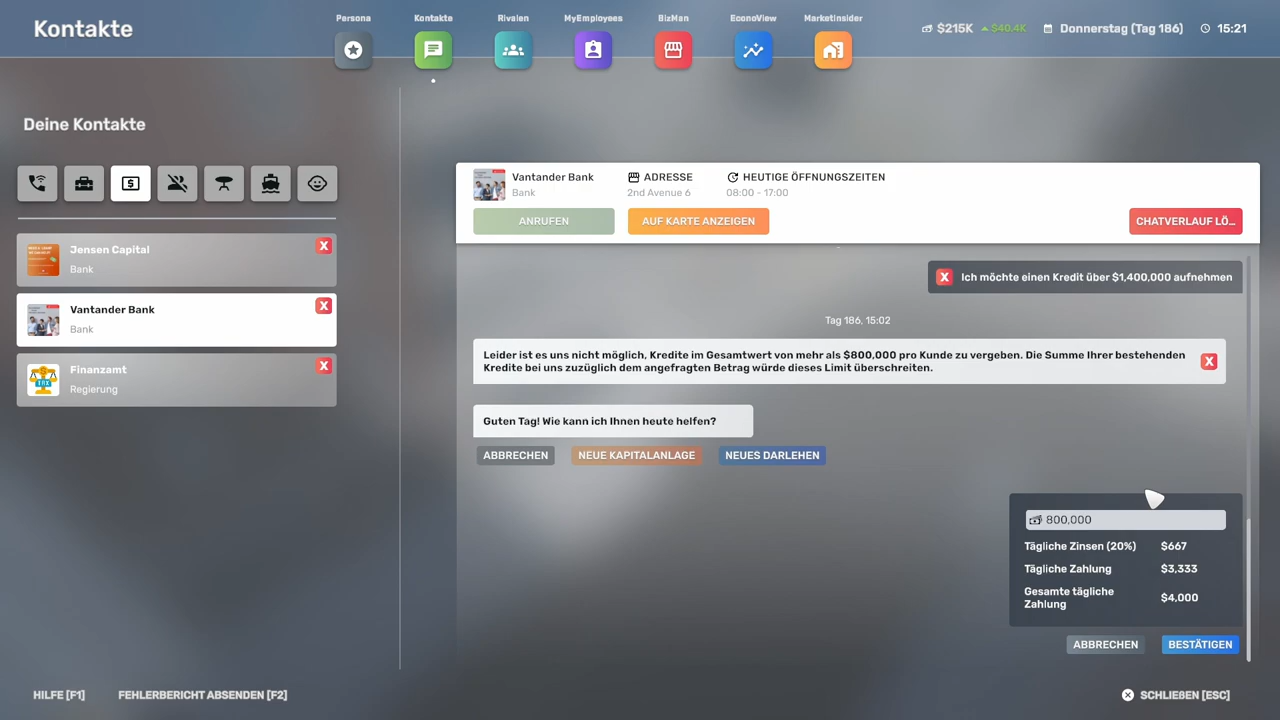 Kontakte
Persona
Kontakte
Rivalen
MyEmployees
BizMan
EconoView
MarketInsider
$215K
$40.4K
Donnerstag (Tag 186)
15:21
Deine Kontakte
Jensen Capital
Bank
X
Vantander Bank
Bank
X
Finanzamt
Regierung
X
TAX
Vantander Bank
Bank
ADRESSE
2nd Avenue 6
HEUTIGE ÖFFNUNGSZEITEN
08:00 - 17:00
ANRUFEN
AUF KARTE ANZEIGEN
CHATVERLAUF LÖ...
X
Ich möchte einen Kredit über $1,400,000 aufnehmen
Tag 186, 15:02
Leider ist es uns nicht möglich, Kredite im Gesamtwert von mehr als $800,000 pro Kunde zu vergeben. Die Summe Ihrer bestehenden
Kredite bei uns zuzüglich dem angefragten Betrag würde dieses Limit überschreiten.
X
Guten Tag! Wie kann ich Ihnen heute helfen?
ABBRECHEN
NEUE KAPITALANLAGE
NEUES DARLEHEN
800,000
Tägliche Zinsen (20%)
$667
Tägliche Zahlung
$3,333
Gesamte tägliche
Zahlung
$4,000
ABBRECHEN
BESTÄTIGEN
HILFE [F1]
FEHLERBERICHT ABSENDEN [F2]
SCHLIEẞEN [ESC]